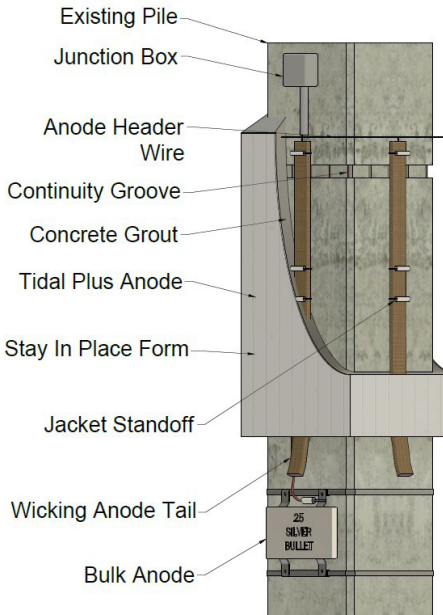 Existing Pile
Junction Box
Anode Header
Wire
Continuity Groove
Concrete Grout
Tidal Plus Anode
Stay In Place Form
Jacket Standoff
Wicking Anode Tail
25
SILVER
BULLET
Bulk Anode